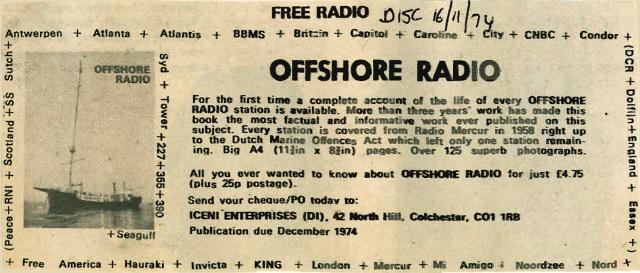 FREE RADIO DISC 16/11/74
Antwerpen + Atlanta + Atlantis + BBMS + Britain + Capitol + Caroline + City + CNBC + Condor +
(DCR + Dolfijn+England + Essex +)
(Peace+RNI + Scotland+SS Sutch+
Syd + Tower +227+355+390
OFFSHORE
RADIO
+Seagull
OFFSHORE RADIO
For the first time a complete account of the life of every OFFSHORE
RADIO station is available. More than three years' work has made this
book the most factual and informative work ever published on this
subject. Every station is covered from Radio Mercur in 1958 right up
to the Dutch Marine Offences Act which left only one station remain-
ing. Big A4 (11¾in x 8¾in) pages. Over 125 superb photographs.
All you ever wanted to know about OFFSHORE RADIO for just £4.75
(plus 25p postage).
Send your cheque/PO today to:
ICENI ENTERPRISES (DI), 42 North Hill, Colchester, CO1 1RB
Publication due December 1974
+ Free America + Hauraki + Invicta + KING + London + Mercur + Mi Amigo + Noordzee + Nord +